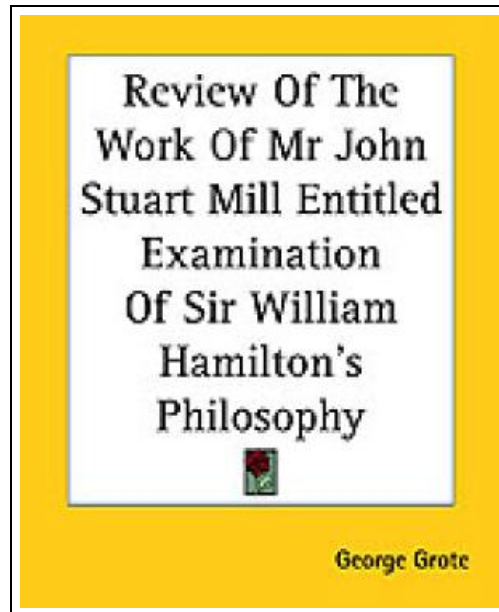 Review Of The
Work Of Mr John
Stuart Mill Entitled
Examination
Of Sir William
Hamilton's
Philosophy
George Grote